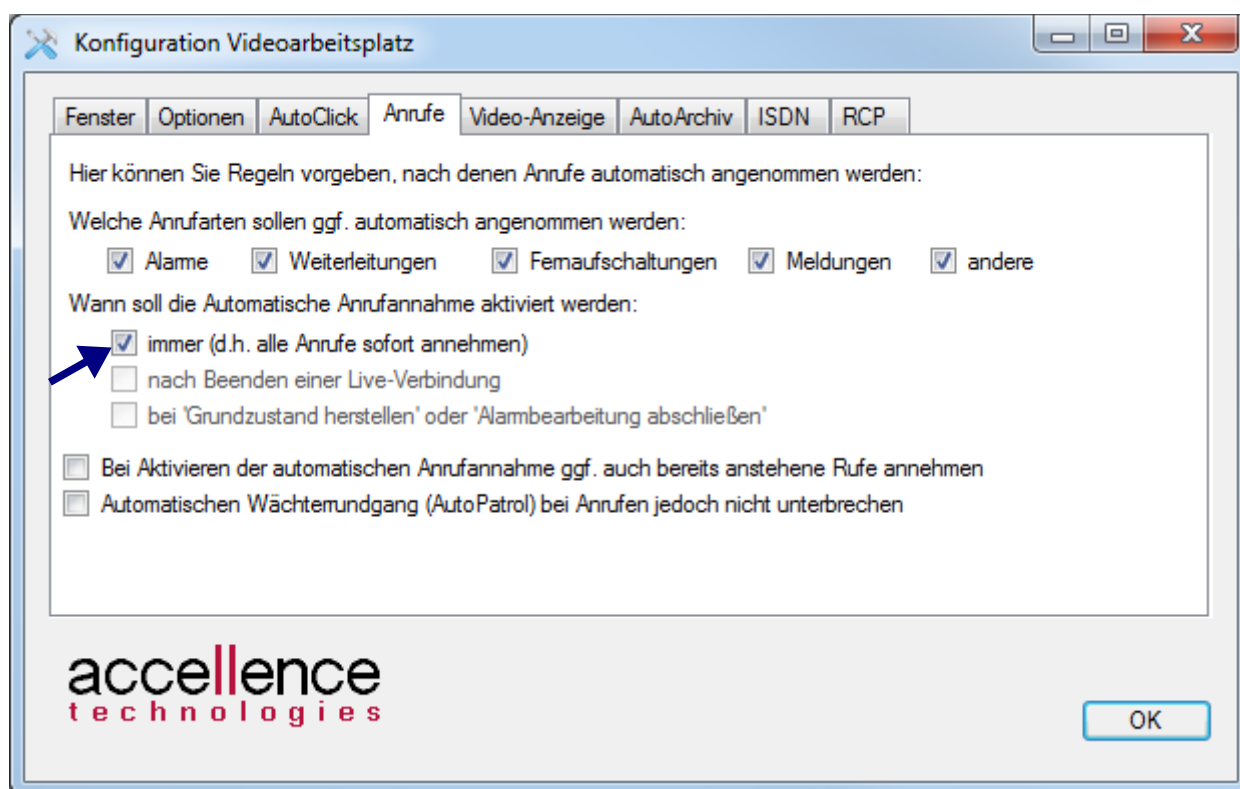 Konfiguration Videoarbeitsplatz
Fenster Optionen AutoClick Anrufe Video-Anzeige AutoArchiv ISDN RCP
Hier können Sie Regeln vorgeben, nach denen Anrufe automatisch angenommen werden:
Welche Anrufarten sollen ggf. automatisch angenommen werden:
Alarme Weiterleitungen Fernaufschaltungen Meldungen andere
Wann soll die Automatische Anrufannahme aktiviert werden:
immer (d.h. alle Anrufe sofort annehmen)
nach Beenden einer Live-Verbindung
bei 'Grundzustand herstellen' oder 'Alarmbearbeitung abschließen'
Bei Aktivieren der automatischen Anrufannahme ggf. auch bereits anstehene Rufe annehmen
Automatischen Wächterrundgang (AutoPatrol) bei Anrufen jedoch nicht unterbrechen
accellence
technologies
OK